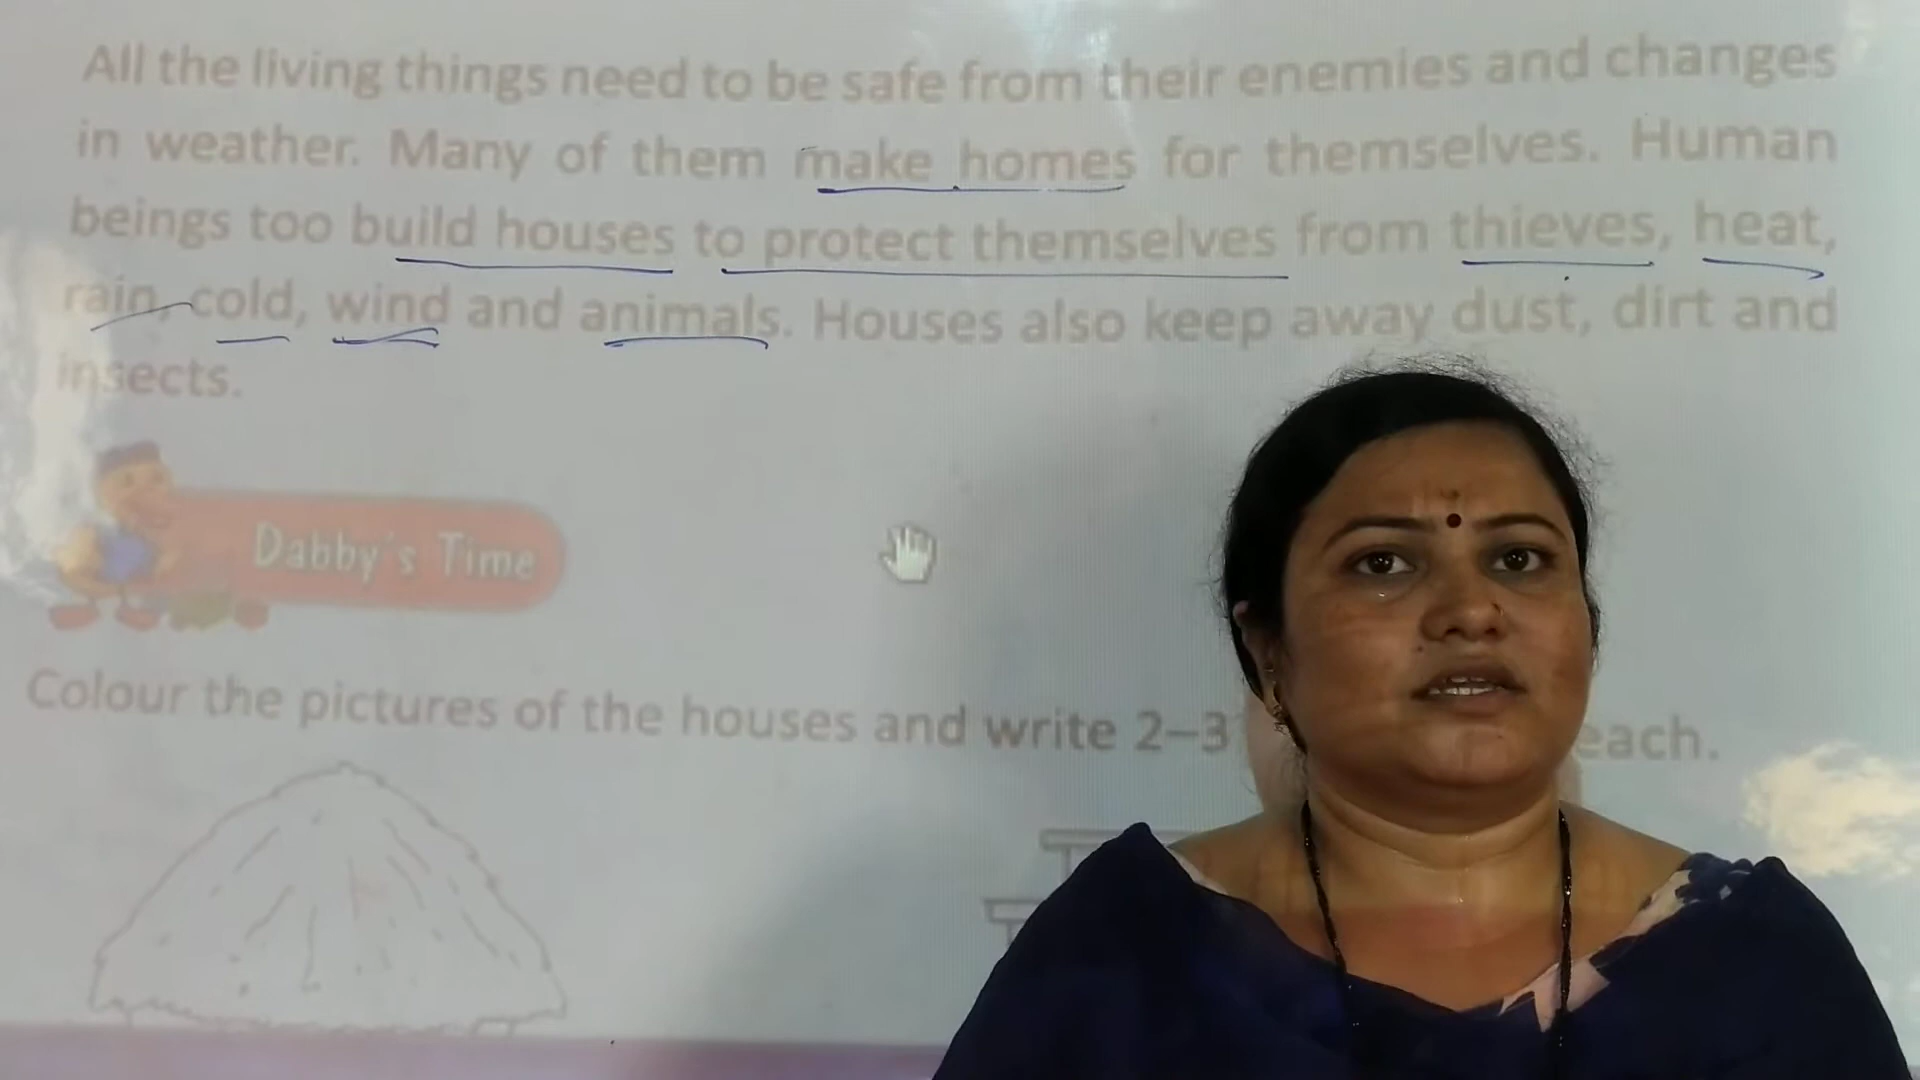 All the living things need to be safe from their enemies and changes
in weather. Many of them make homes for themselves. Human
beings too build houses to protect themselves from thieves, heat,
rain, cold, wind and animals. Houses also keep away dust, dirt and
insects.
Dabby's Time
Colour the pictures of the houses and write 2–3 each.